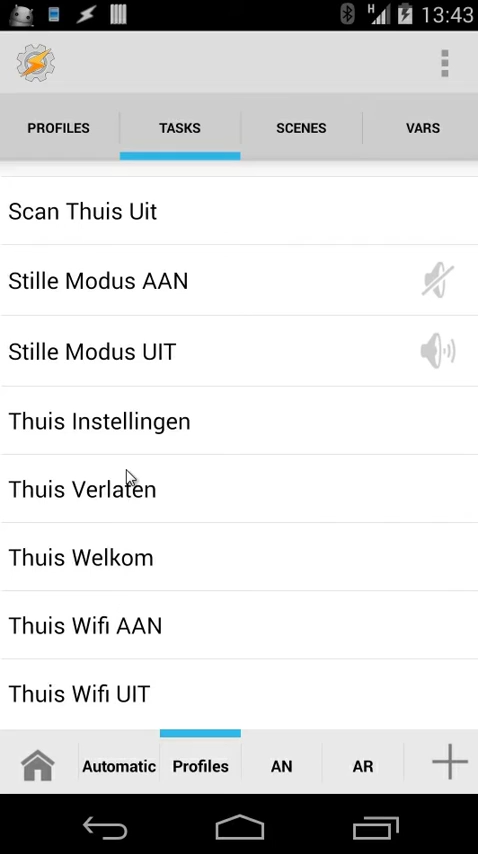 13:43
PROFILES TASKS SCENES VARS
Scan Thuis Uit
Stille Modus AAN
Stille Modus UIT
Thuis Instellingen
Thuis Verlaten
Thuis Welkom
Thuis Wifi AAN
Thuis Wifi UIT
Automatic Profiles AN AR